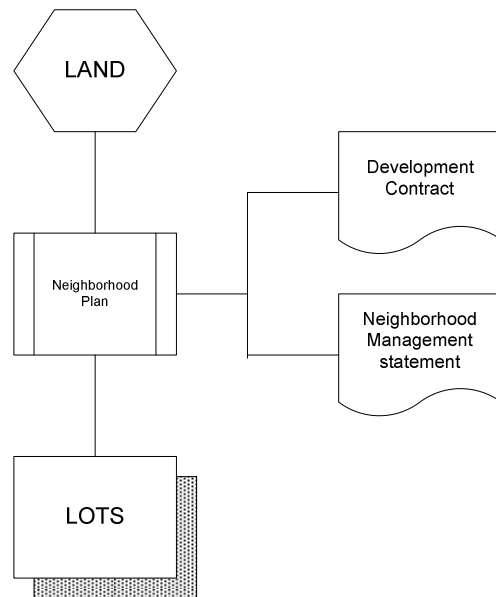 LAND
Development
Contract
Neighborhood
Plan
Neighborhood
Management
statement
LOTS